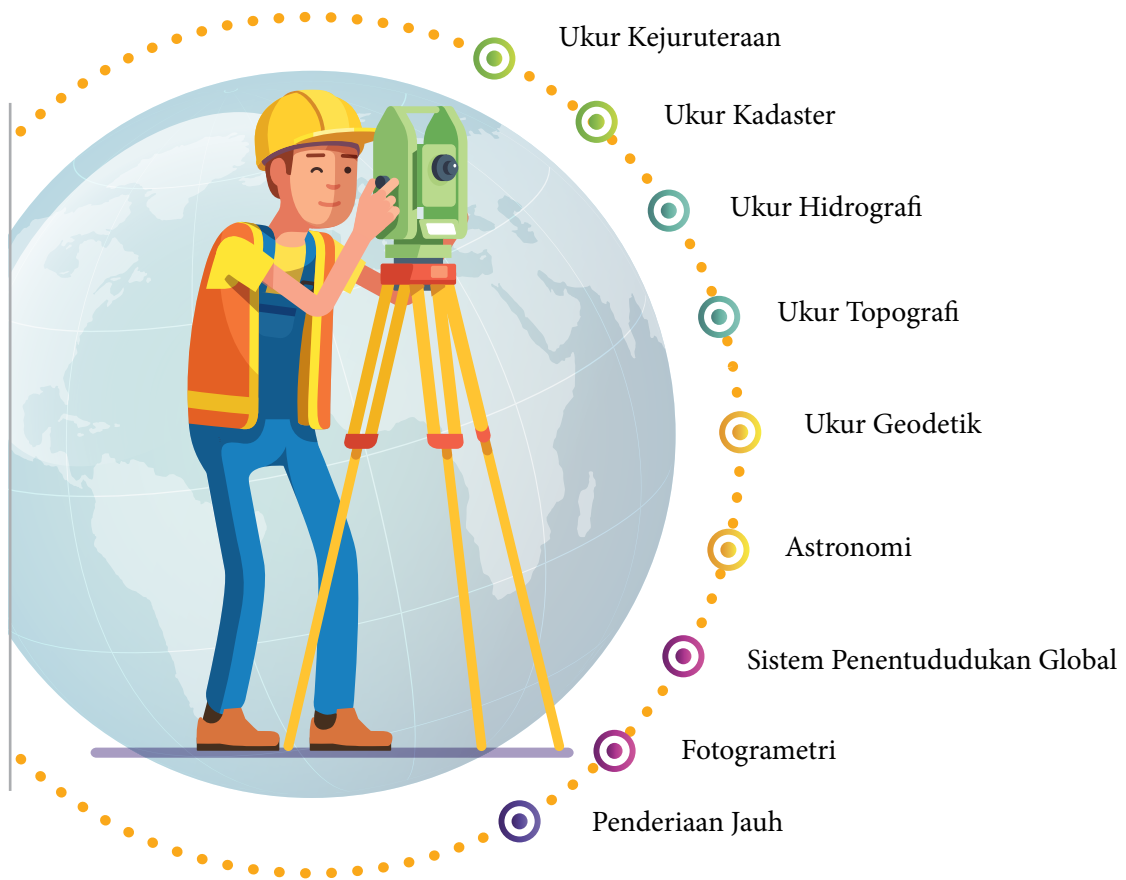 Ukur Kejuruteraan
Ukur Kadaster
Ukur Hidrografi
Ukur Topografi
Ukur Geodetik
Astronomi
Sistem Penentududukan Global
Fotogrametri
Penderiaan Jauh